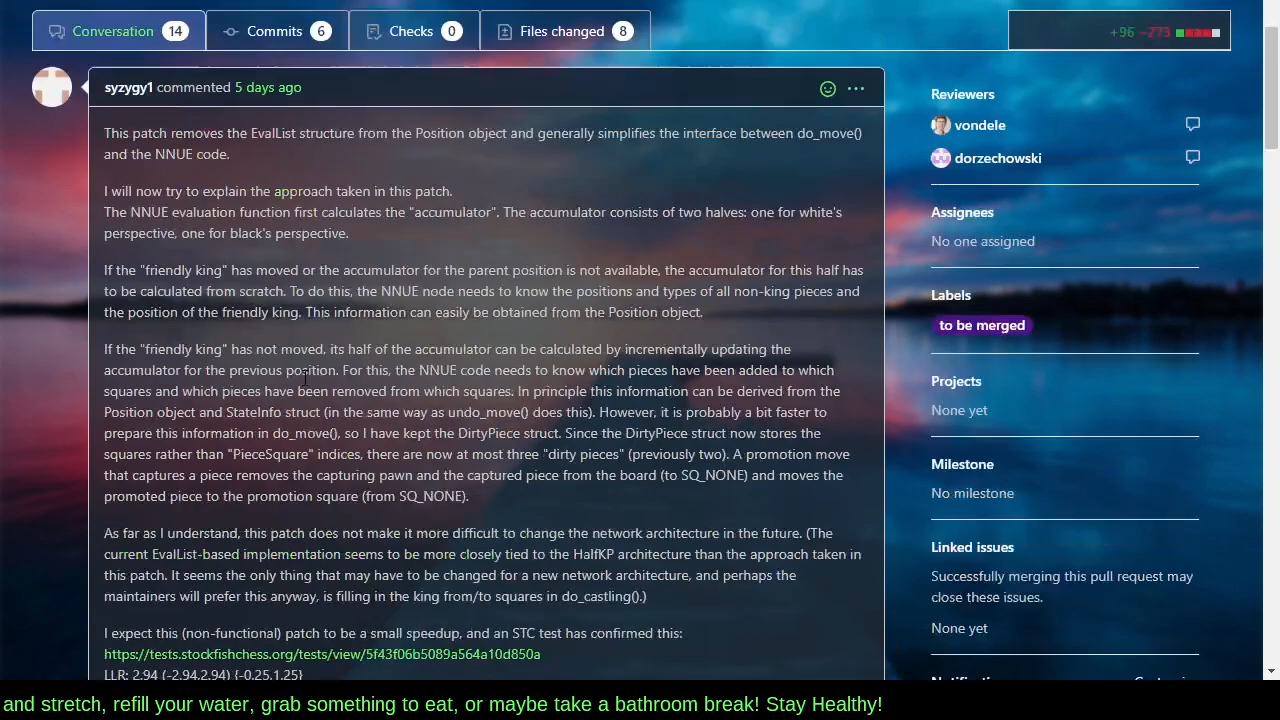 Conversation 14
Commits 6
Checks 0
Files changed 8
+96 −273
syzygy1 commented 5 days ago
This patch removes the EvalList structure from the Position object and generally simplifies the interface between do_move()
and the NNUE code.
I will now try to explain the approach taken in this patch.
The NNUE evaluation function first calculates the "accumulator". The accumulator consists of two halves: one for white's
perspective, one for black's perspective.
If the "friendly king" has moved or the accumulator for the parent position is not available, the accumulator for this half has
to be calculated from scratch. To do this, the NNUE node needs to know the positions and types of all non-king pieces and
the position of the friendly king. This information can easily be obtained from the Position object.
If the "friendly king" has not moved, its half of the accumulator can be calculated by incrementally updating the
accumulator for the previous position. For this, the NNUE code needs to know which pieces have been added to which
squares and which pieces have been removed from which squares. In principle this information can be derived from the
Position object and StateInfo struct (in the same way as undo_move() does this). However, it is probably a bit faster to
prepare this information in do_move(), so I have kept the DirtyPiece struct. Since the DirtyPiece struct now stores the
squares rather than "PieceSquare" indices, there are now at most three "dirty pieces" (previously two). A promotion move
that captures a piece removes the capturing pawn and the captured piece from the board (to SQ_NONE) and moves the
promoted piece to the promotion square (from SQ_NONE).
As far as I understand, this patch does not make it more difficult to change the network architecture in the future. (The
current EvalList-based implementation seems to be more closely tied to the HalfKP architecture than the approach taken in
this patch. It seems the only thing that may have to be changed for a new network architecture, and perhaps the
maintainers will prefer this anyway, is filling in the king from/to squares in do_castling().)
I expect this (non-functional) patch to be a small speedup, and an STC test has confirmed this:
https://tests.stockfishchess.org/tests/view/5f43f06b5089a564a10d850a
LLR: 2.94 (-2.94,2.94) {-0.25,1.25}
Reviewers
vondele
dorzechowski
Assignees
No one assigned
Labels
to be merged
Projects
None yet
Milestone
No milestone
Linked issues
Successfully merging this pull request may
close these issues.
None yet
and stretch, refill your water, grab something to eat, or maybe take a bathroom break! Stay Healthy!